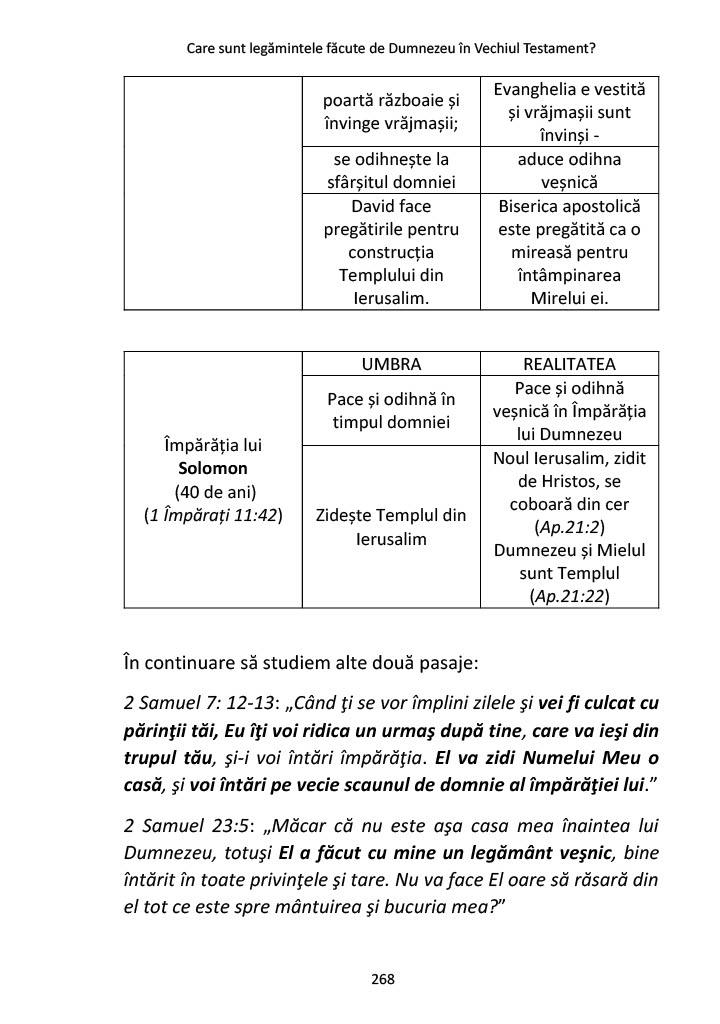 Care sunt legămintele făcute de Dumnezeu în Vechiul Testament?
poartă războaie și
învinge vrăjmașii;
Evanghelia e vestită
și vrăjmașii sunt
învinși -
se odihnește la
sfârșitul domniei
aduce odihna
veșnică
David face
pregătirile pentru
construcția
Templului din
Ierusalim.
Biserica apostolică
este pregătită ca o
mireasă pentru
întâmpinarea
Mirelui ei.
Împărăția lui
Solomon
(40 de ani)
(1 Împărați 11:42)
UMBRA
REALITATEA
Pace și odihnă în
timpul domniei
Pace și odihnă
veșnică în Împărăția
lui Dumnezeu
Zidește Templul din
Ierusalim
Noul Ierusalim, zidit
de Hristos, se
coboară din cer
(Ap.21:2)
Dumnezeu și Mielul
sunt Templul
(Ap.21:22)
În continuare să studiem alte două pasaje:
2 Samuel 7: 12-13: „Când ţi se vor împlini zilele şi vei fi culcat cu
părinţii tăi, Eu îţi voi ridica un urmaş după tine, care va ieşi din
trupul tău, şi-i voi întări împărăţia. El va zidi Numelui Meu o
casă, şi voi întări pe vecie scaunul de domnie al împărăţiei lui.”
2 Samuel 23:5: „Măcar că nu este aşa casa mea înaintea lui
Dumnezeu, totuşi El a făcut cu mine un legământ veşnic, bine
întărit în toate privinţele şi tare. Nu va face El oare să răsară din
el tot ce este spre mântuirea şi bucuria mea?”
268